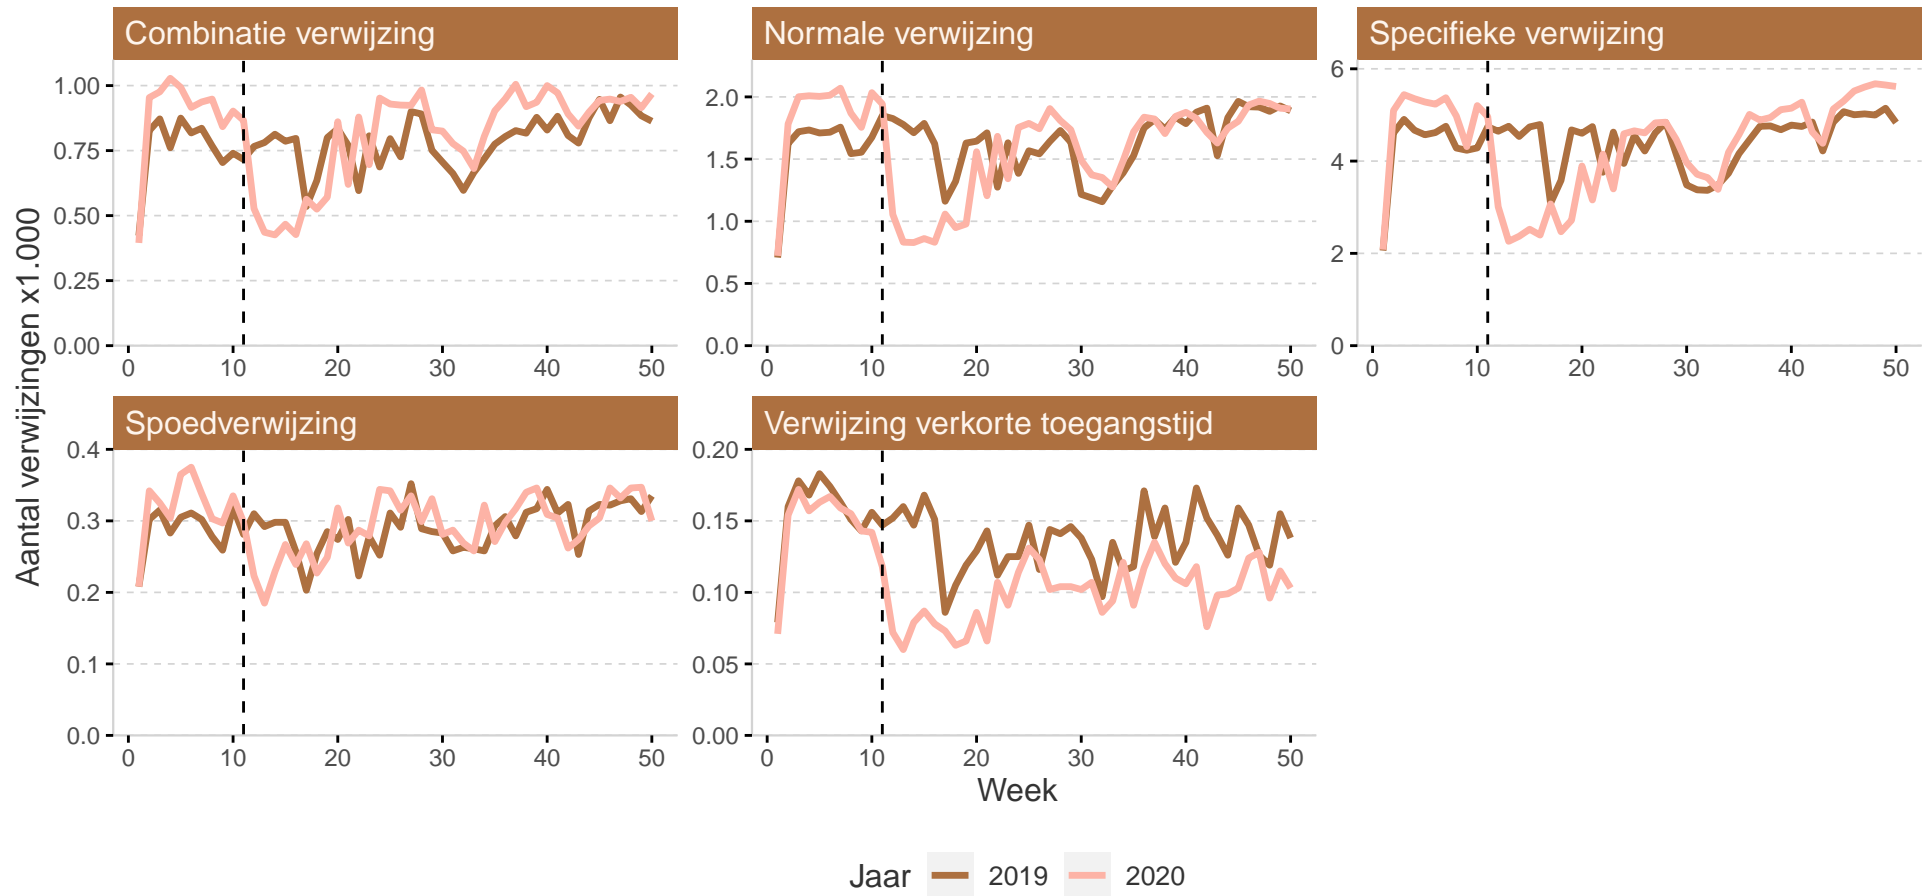 Combinatie verwijzing
Normale verwijzing
Specifieke verwijzing
1.00
0.75
0.50
0.25
0.00
0 10 20 30 40 50
2.0
1.5
1.0
0.5
0.0
0 10 20 30 40 50
6
4
2
0
0 10 20 30 40 50
Aantal verwijzingen x1.000
Spoedverwijzing
Verwijzing verkorte toegangstijd
0.4
0.3
0.2
0.1
0.0
0 10 20 30 40 50
0.20
0.15
0.10
0.05
0.00
0 10 20 30 40 50
Week
Jaar 2019 2020